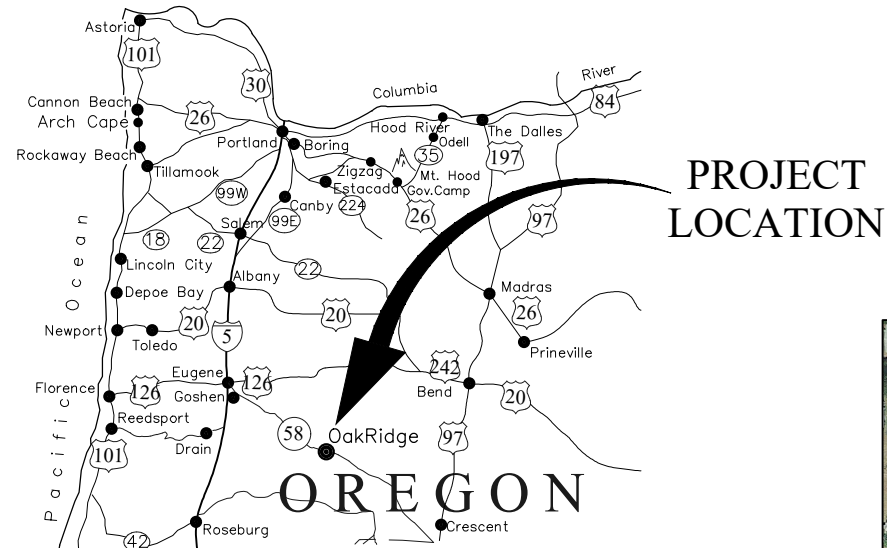 Astoria
101
30
Columbia
River
84
Cannon Beach
Arch Cape
26
Portland
Boring
Hood River
Odell
The Dalles
Rockaway Beach
Tillamook
35
197
Zigzag
Mt. Hood
Estacada
Gov.Camp
PROJECT
LOCATION
99W
Canby
224
26
97
Salem
99E
18
22
Lincoln City
22
Pacific Ocean
Depoe Bay
Albany
Madras
20
20
26
Newport
Toledo
5
Prineville
Eugene
242
Florence
126
126
Goshen
Bend
20
Reedsport
58
OakRidge
97
Drain
101
OREGON
Roseburg
Crescent
42